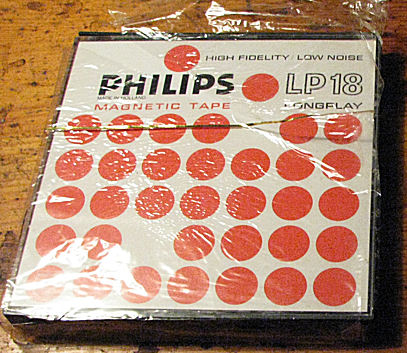 HIGH FIDELITY/LOW NOISE
PHILIPS LP18
MADE IN HOLLAND
MAGNETIC TAPE LONGPLAY